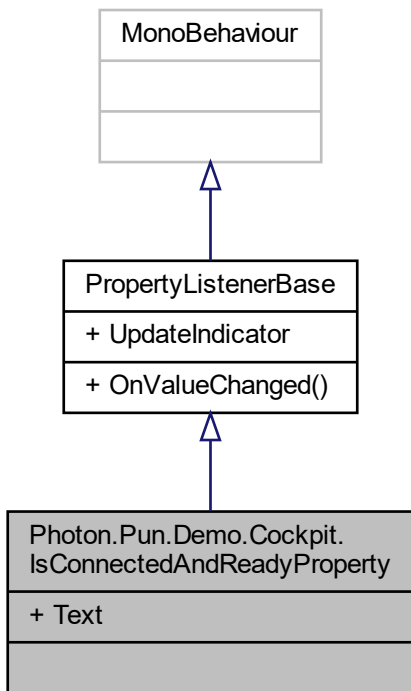 MonoBehaviour
PropertyListenerBase
+ UpdateIndicator
+ OnValueChanged()
Photon.Pun.Demo.Cockpit.
IsConnectedAndReadyProperty
+ Text